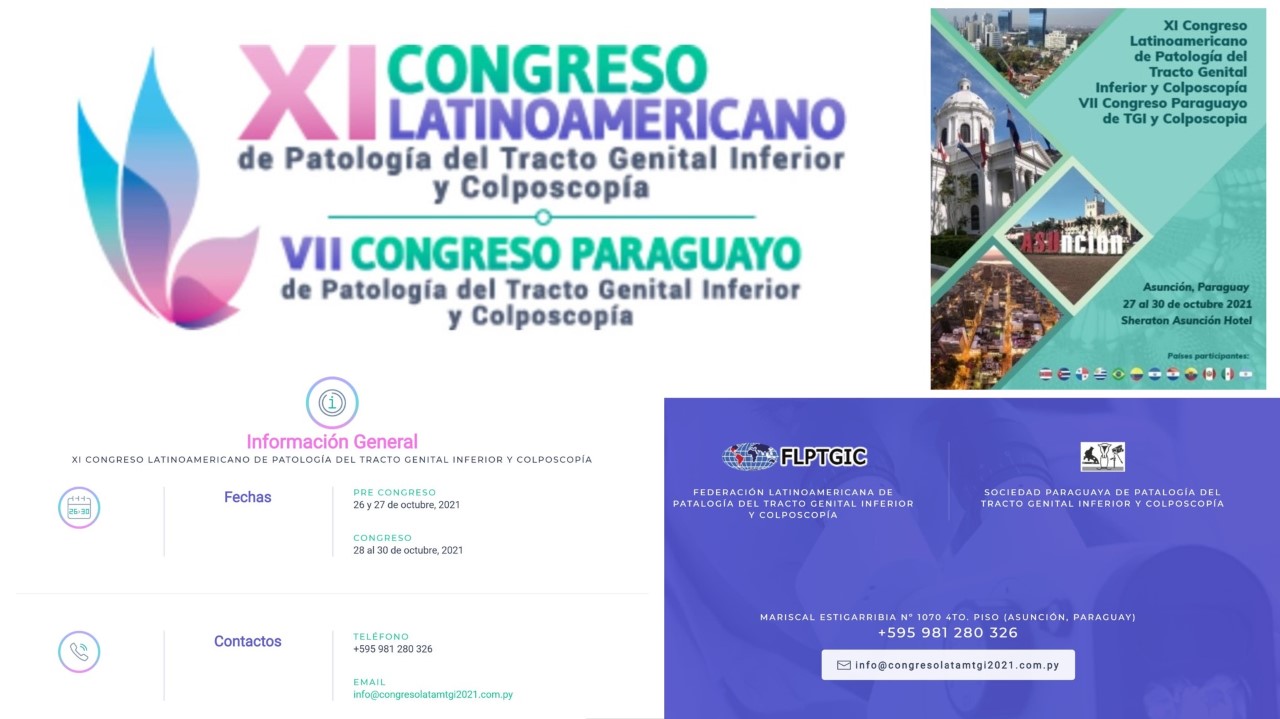 XI CONGRESO
LATINOAMERICANO
de Patología del Tracto Genital Inferior
y Colposcopía
VII CONGRESO PARAGUAYO
de Patología del Tracto Genital Inferior
y Colposcopía
XI Congreso
Latinoamericano
de Patología del
Tracto Genital
Inferior y Colposcopía
VII Congreso Paraguayo
de TGI y Colposcopia
ASUnción
Asunción, Paraguay
27 al 30 de octubre 2021
Sheraton Asunción Hotel
Países participantes:
Información General
XI CONGRESO LATINOAMERICANO DE PATOLOGÍA DEL TRACTO GENITAL INFERIOR Y COLPOSCOPÍA
26-30
Fechas
PRE CONGRESO
26 y 27 de octubre, 2021
CONGRESO
28 al 30 de octubre, 2021
Contactos
TELÉFONO
+595 981 280 326
EMAIL
info@congresolatamtgi2021.com.py
FLPTGIC
FEDERACIÓN LATINOAMERICANA DE
PATALOGÍA DEL TRACTO GENITAL INFERIOR
Y COLPOSCOPÍA
SOCIEDAD PARAGUAYA DE PATALOGÍA DEL
TRACTO GENITAL INFERIOR Y COLPOSCOPÍA
MARISCAL ESTIGARRIBIA Nº 1070 4TO. PISO (ASUNCIÓN, PARAGUAY)
+595 981 280 326
info@congresolatamtgi2021.com.py